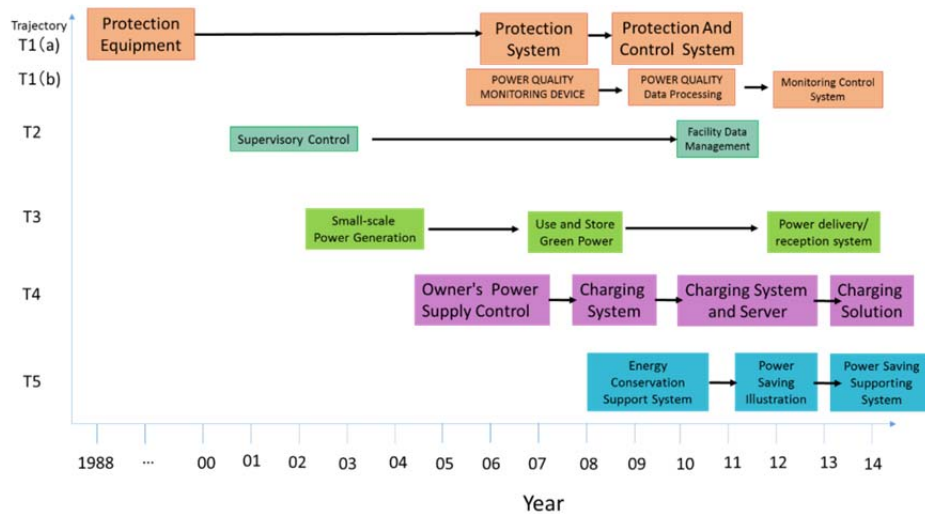 Trajectory
T1(a)
Protection
Equipment
Protection
System
Protection And
Control System
T1(b)
POWER QUALITY
MONITORING DEVICE
POWER QUALITY
Data Processing
Monitoring Control
System
T2
Supervisory Control
Facility Data
Management
T3
Small-scale
Power Generation
Use and Store
Green Power
Power delivery/
reception system
T4
Owner's Power
Supply Control
Charging
System
Charging System
and Server
Charging
Solution
T5
Energy
Conservation
Support System
Power
Saving
Illustration
Power Saving
Supporting
System
1988 ... 00 01 02 03 04 05 06 07 08 09 10 11 12 13 14
Year